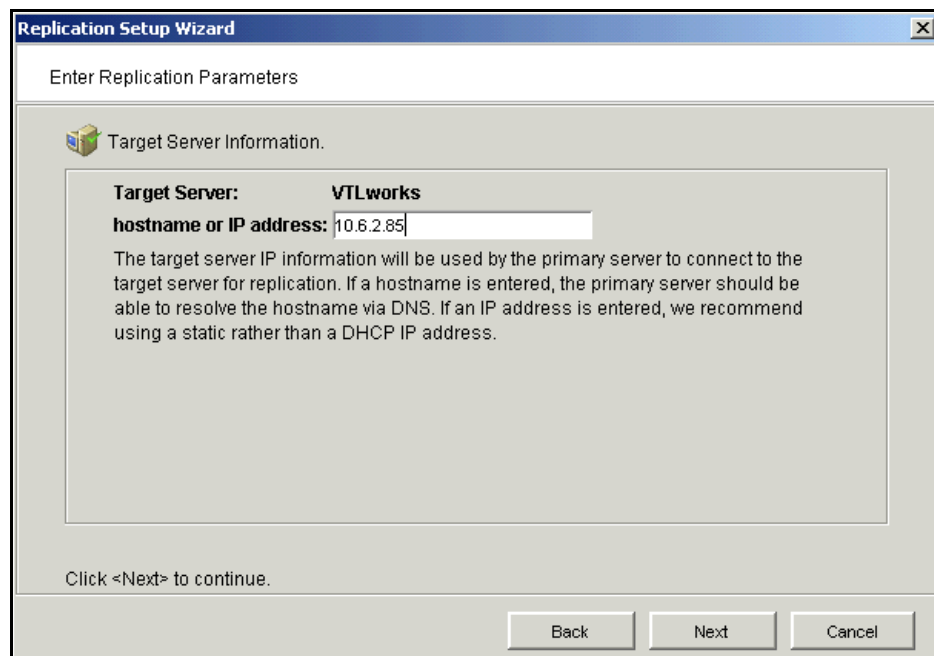 Replication Setup Wizard
Enter Replication Parameters
Target Server Information.
Target Server: VTLworks
hostname or IP address: 10.6.2.85
The target server IP information will be used by the primary server to connect to the
target server for replication. If a hostname is entered, the primary server should be
able to resolve the hostname via DNS. If an IP address is entered, we recommend
using a static rather than a DHCP IP address.
Click <Next> to continue.
Back Next Cancel